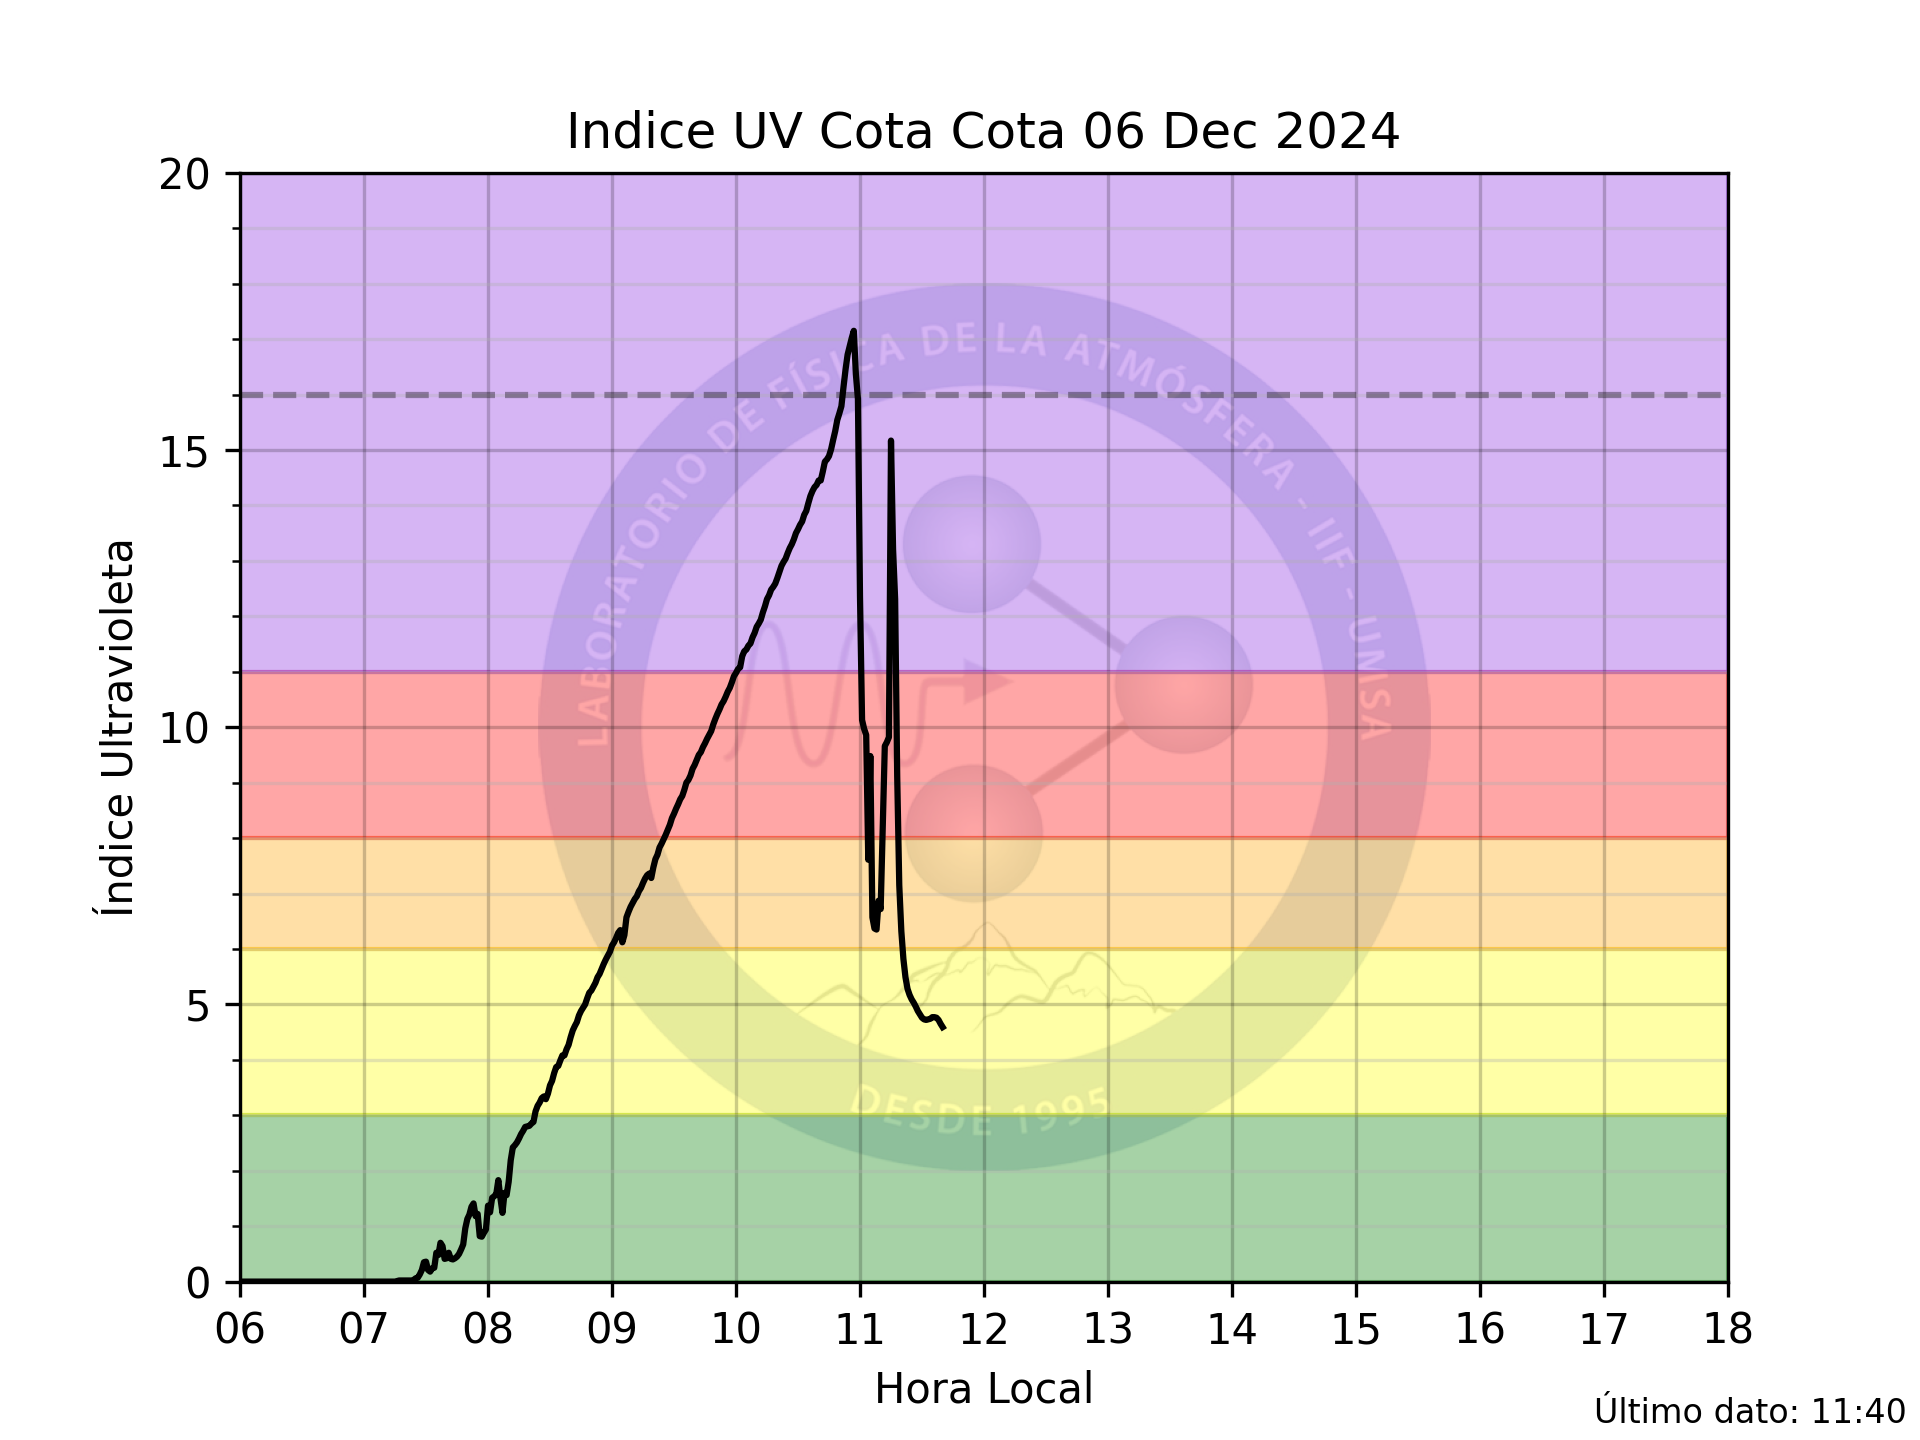 Indice UV Cota Cota 06 Dec 2024
20
15
10
5
0
Índice Ultravioleta
LABORATORIO DE FÍSICA DE LA ATMÓSFERA - IIF - UMSA
DESDE 1995
06 07 08 09 10 11 12 13 14 15 16 17 18
Hora Local
Último dato: 11:40